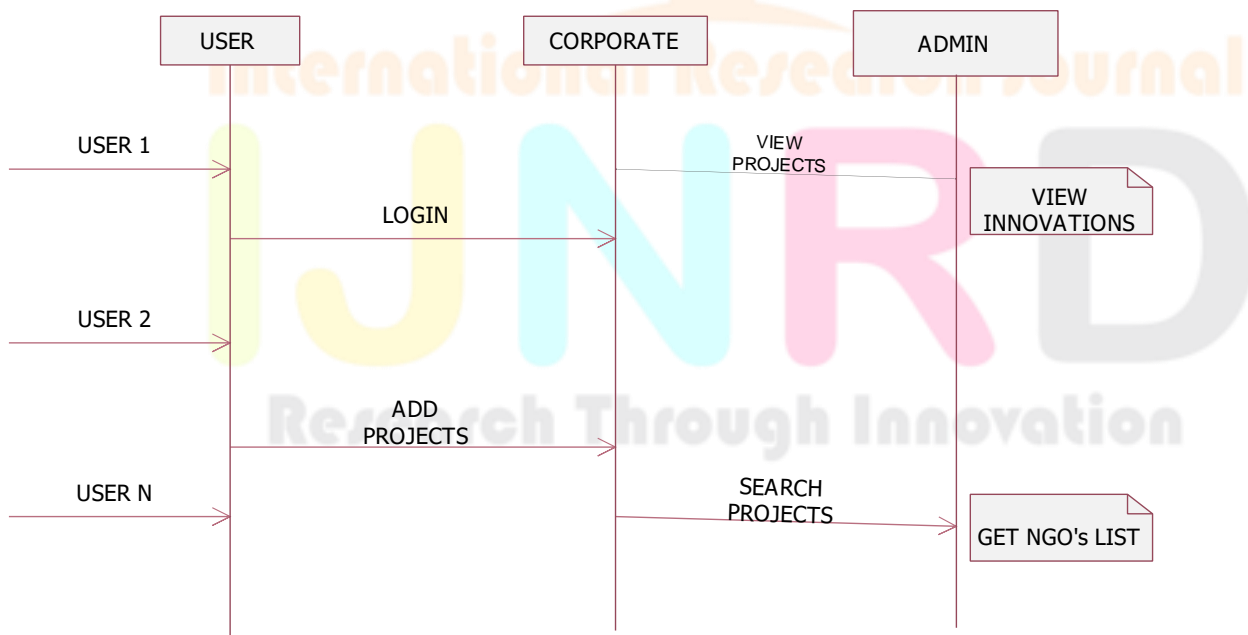 USER
CORPORATE
ADMIN
International Research Journal
USER 1
VIEW
PROJECTS
VIEW
INNOVATIONS
LOGIN
IJNRD
USER 2
ADD
PROJECTS
Research Through Innovation
USER N
SEARCH
PROJECTS
GET NGO's LIST